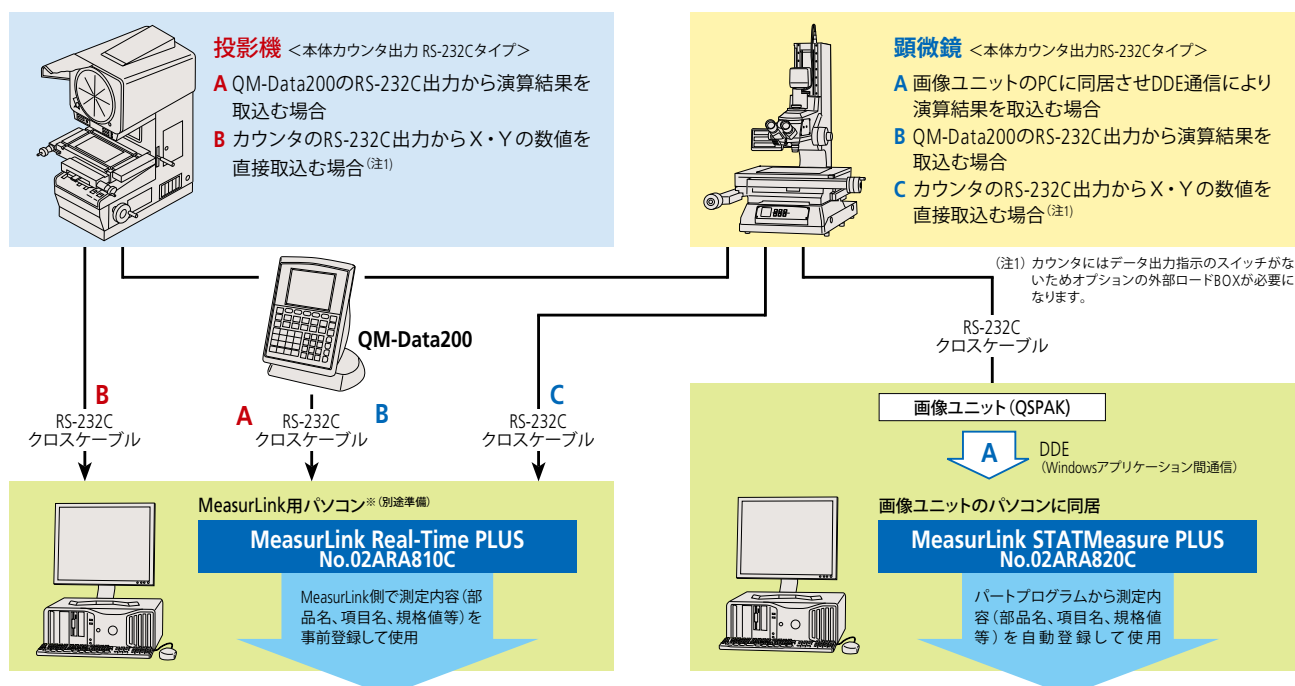 投影機 <本体カウンタ出力 RS-232Cタイプ>
A QM-Data200のRS-232C出力から演算結果を
取込む場合
B カウンタのRS-232C出力からX・Yの数値を
直接取込む場合(注1)
顕微鏡 <本体カウンタ出力RS-232Cタイプ>
A 画像ユニットのPCに同居させDDE通信により
演算結果を取込む場合
B QM-Data200のRS-232C出力から演算結果を
取込む場合
C カウンタのRS-232C出力からX・Yの数値を
直接取込む場合(注1)
(注1) カウンタにはデータ出力指示のスイッチがな
いためオプションの外部ロードBOXが必要に
なります。
QM-Data200
B
RS-232C
クロスケーブル
A
B
RS-232C
クロスケーブル
C
RS-232C
クロスケーブル
RS-232C
クロスケーブル
画像ユニット(QSPAK)
A
DDE
(Windowsアプリケーション間通信)
MeasurLink用パソコン※(別途準備)
MeasurLink Real-Time PLUS
No.02ARA810C
MeasurLink側で測定内容(部
品名、項目名、規格値等)を
事前登録して使用
画像ユニットのパソコンに同居
MeasurLink STATMeasure PLUS
No.02ARA820C
パートプログラムから測定内
容(部品名、項目名、規格値
等)を自動登録して使用